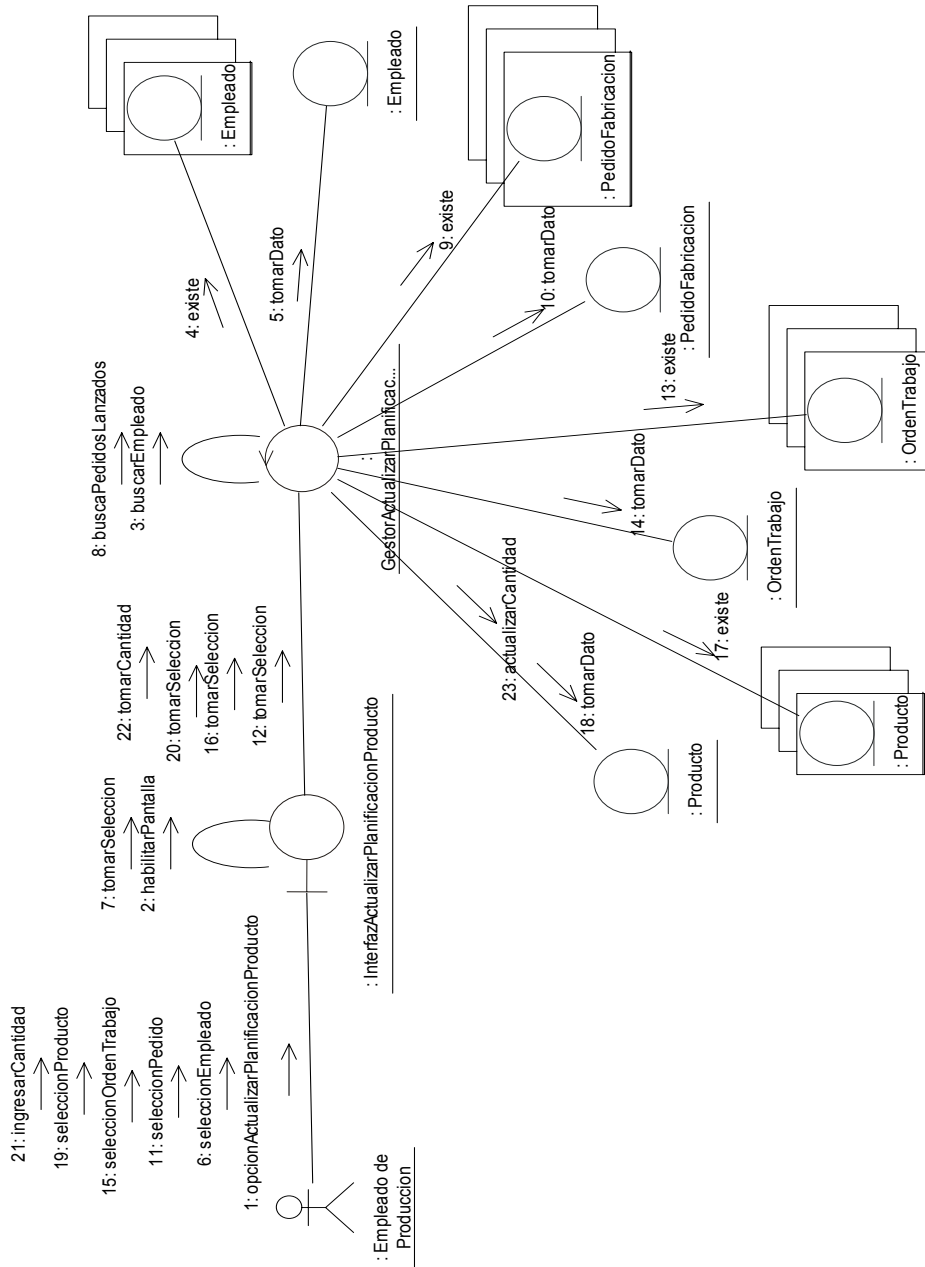 21: ingresarCantidad
19: seleccionProducto
15: seleccionOrdenTrabajo
11: seleccionPedido
6: seleccionEmpleado
1: opcionActualizarPlanificacionProducto
: Empleado de
Produccion
7: tomarSeleccion
2: habilitarPantalla
: InterfazActualizarPlanificacionProducto
22: tomarCantidad
20: tomarSeleccion
16: tomarSeleccion
12: tomarSeleccion
8: buscaPedidosLanzados
3: buscarEmpleado
:
GestorActualizarPlanificac...
4: existe
: Empleado
5: tomarDato
: Empleado
9: existe
: PedidoFabricacion
10: tomarDato
: PedidoFabricacion
13: existe
: OrdenTrabajo
14: tomarDato
: OrdenTrabajo
17: existe
: Producto
23: actualizarCantidad
18: tomarDato
: Producto